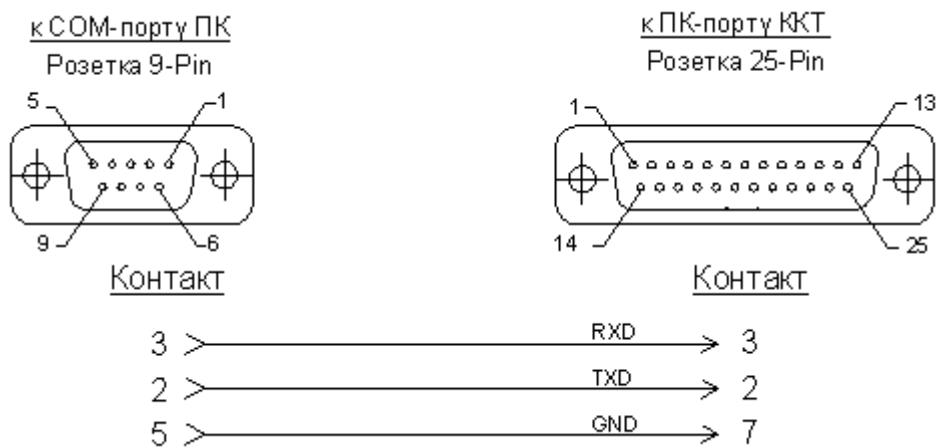 к COM-порту ПК
Розетка 9-Pin
5 1
9 6
Контакт
к ПК-порту ККТ
Розетка 25-Pin
1 13
14 25
Контакт
3 RXD 3
2 TXD 2
5 GND 7